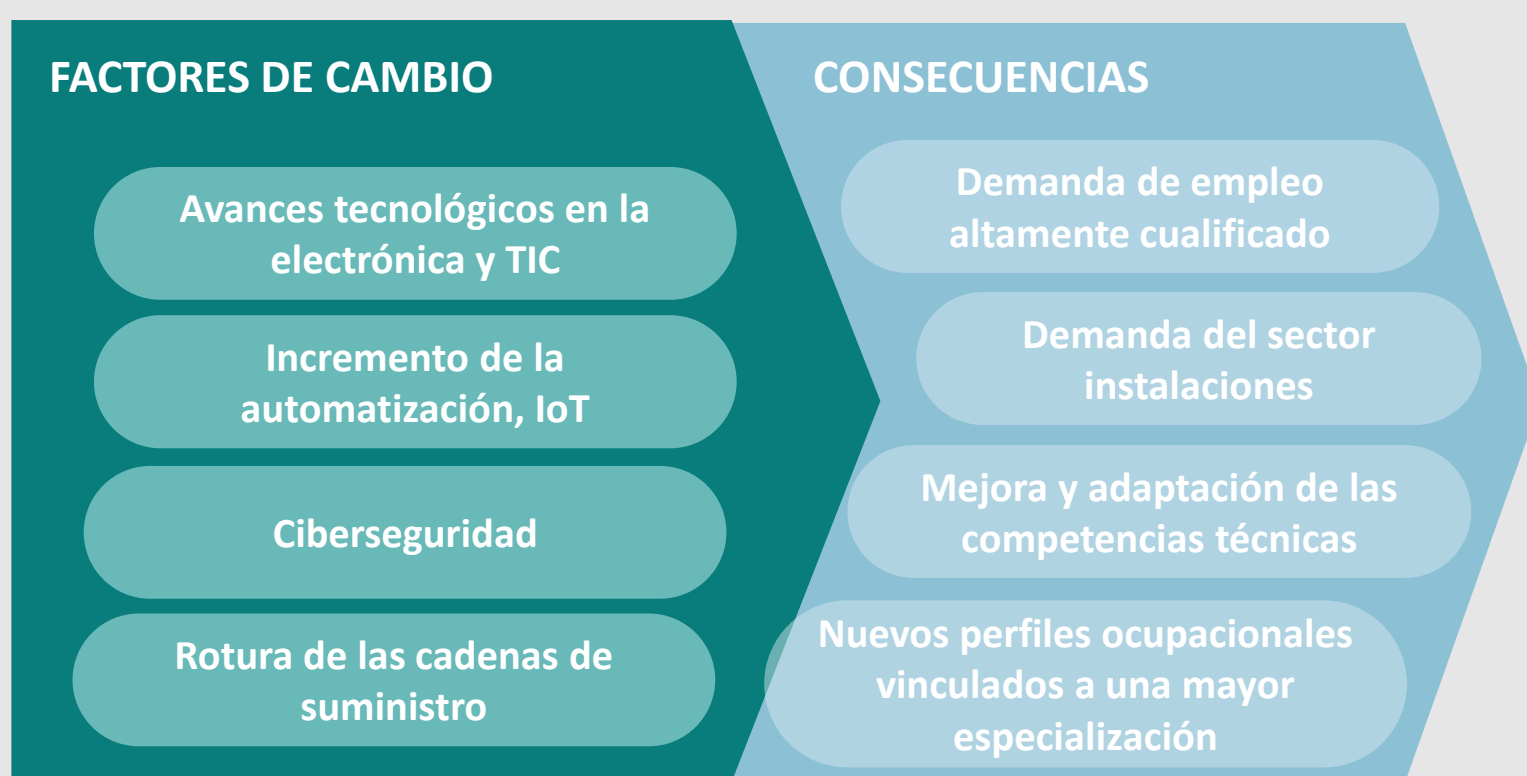 FACTORES DE CAMBIO
Avances tecnológicos en la
electrónica y TIC
Incremento de la
automatización, IoT
Ciberseguridad
Rotura de las cadenas de
suministro
CONSECUENCIAS
Demanda de empleo
altamente cualificado
Demanda del sector
instalaciones
Mejora y adaptación de las
competencias técnicas
Nuevos perfiles ocupacionales
vinculados a una mayor
especialización